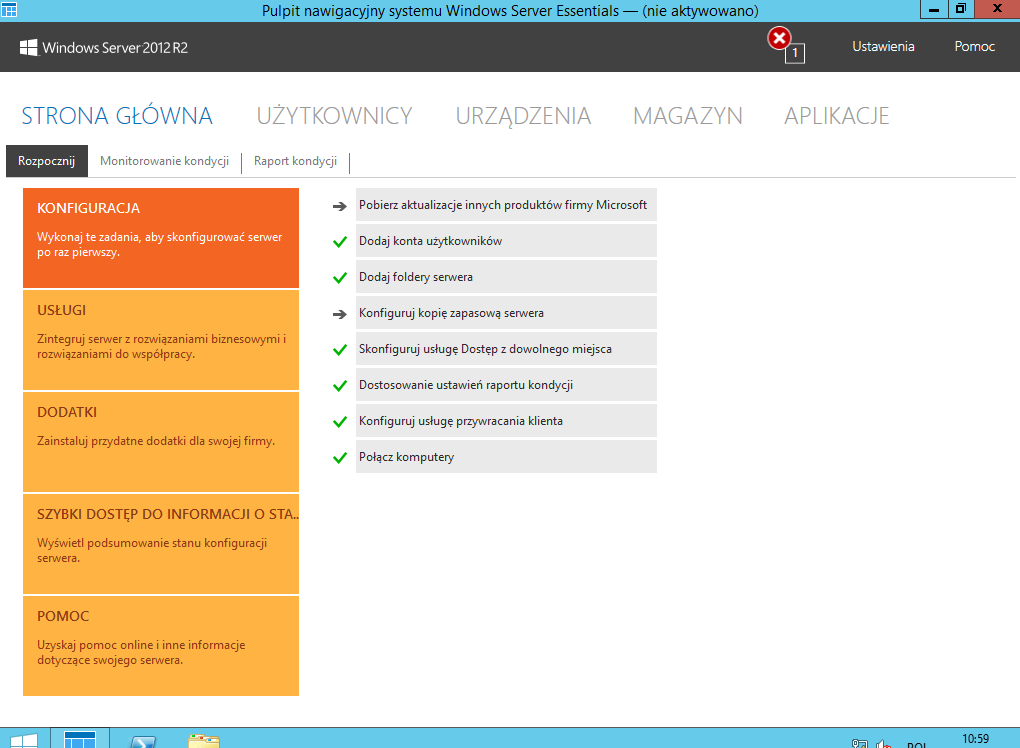 Pulpit nawigacyjny systemu Windows Server Essentials — (nie aktywowano)
Windows Server 2012 R2
1
Ustawienia
Pomoc
STRONA GŁÓWNA
UŻYTKOWNICY
URZĄDZENIA
MAGAZYN
APLIKACJE
Rozpocznij
Monitorowanie kondycji
Raport kondycji
KONFIGURACJA
Wykonaj te zadania, aby skonfigurować serwer
po raz pierwszy.
USŁUGI
Zintegruj serwer z rozwiązaniami biznesowymi i
rozwiązaniami do współpracy.
DODATKI
Zainstaluj przydatne dodatki dla swojej firmy.
SZYBKI DOSTĘP DO INFORMACJI O STA..
Wyświetl podsumowanie stanu konfiguracji
serwera.
POMOC
Uzyskaj pomoc online i inne informacje
dotyczące swojego serwera.
Pobierz aktualizacje innych produktów firmy Microsoft
Dodaj konta użytkowników
Dodaj foldery serwera
Konfiguruj kopię zapasową serwera
Skonfiguruj usługę Dostęp z dowolnego miejsca
Dostosowanie ustawień raportu kondycji
Konfiguruj usługę przywracania klienta
Połącz komputery
POL
10:59